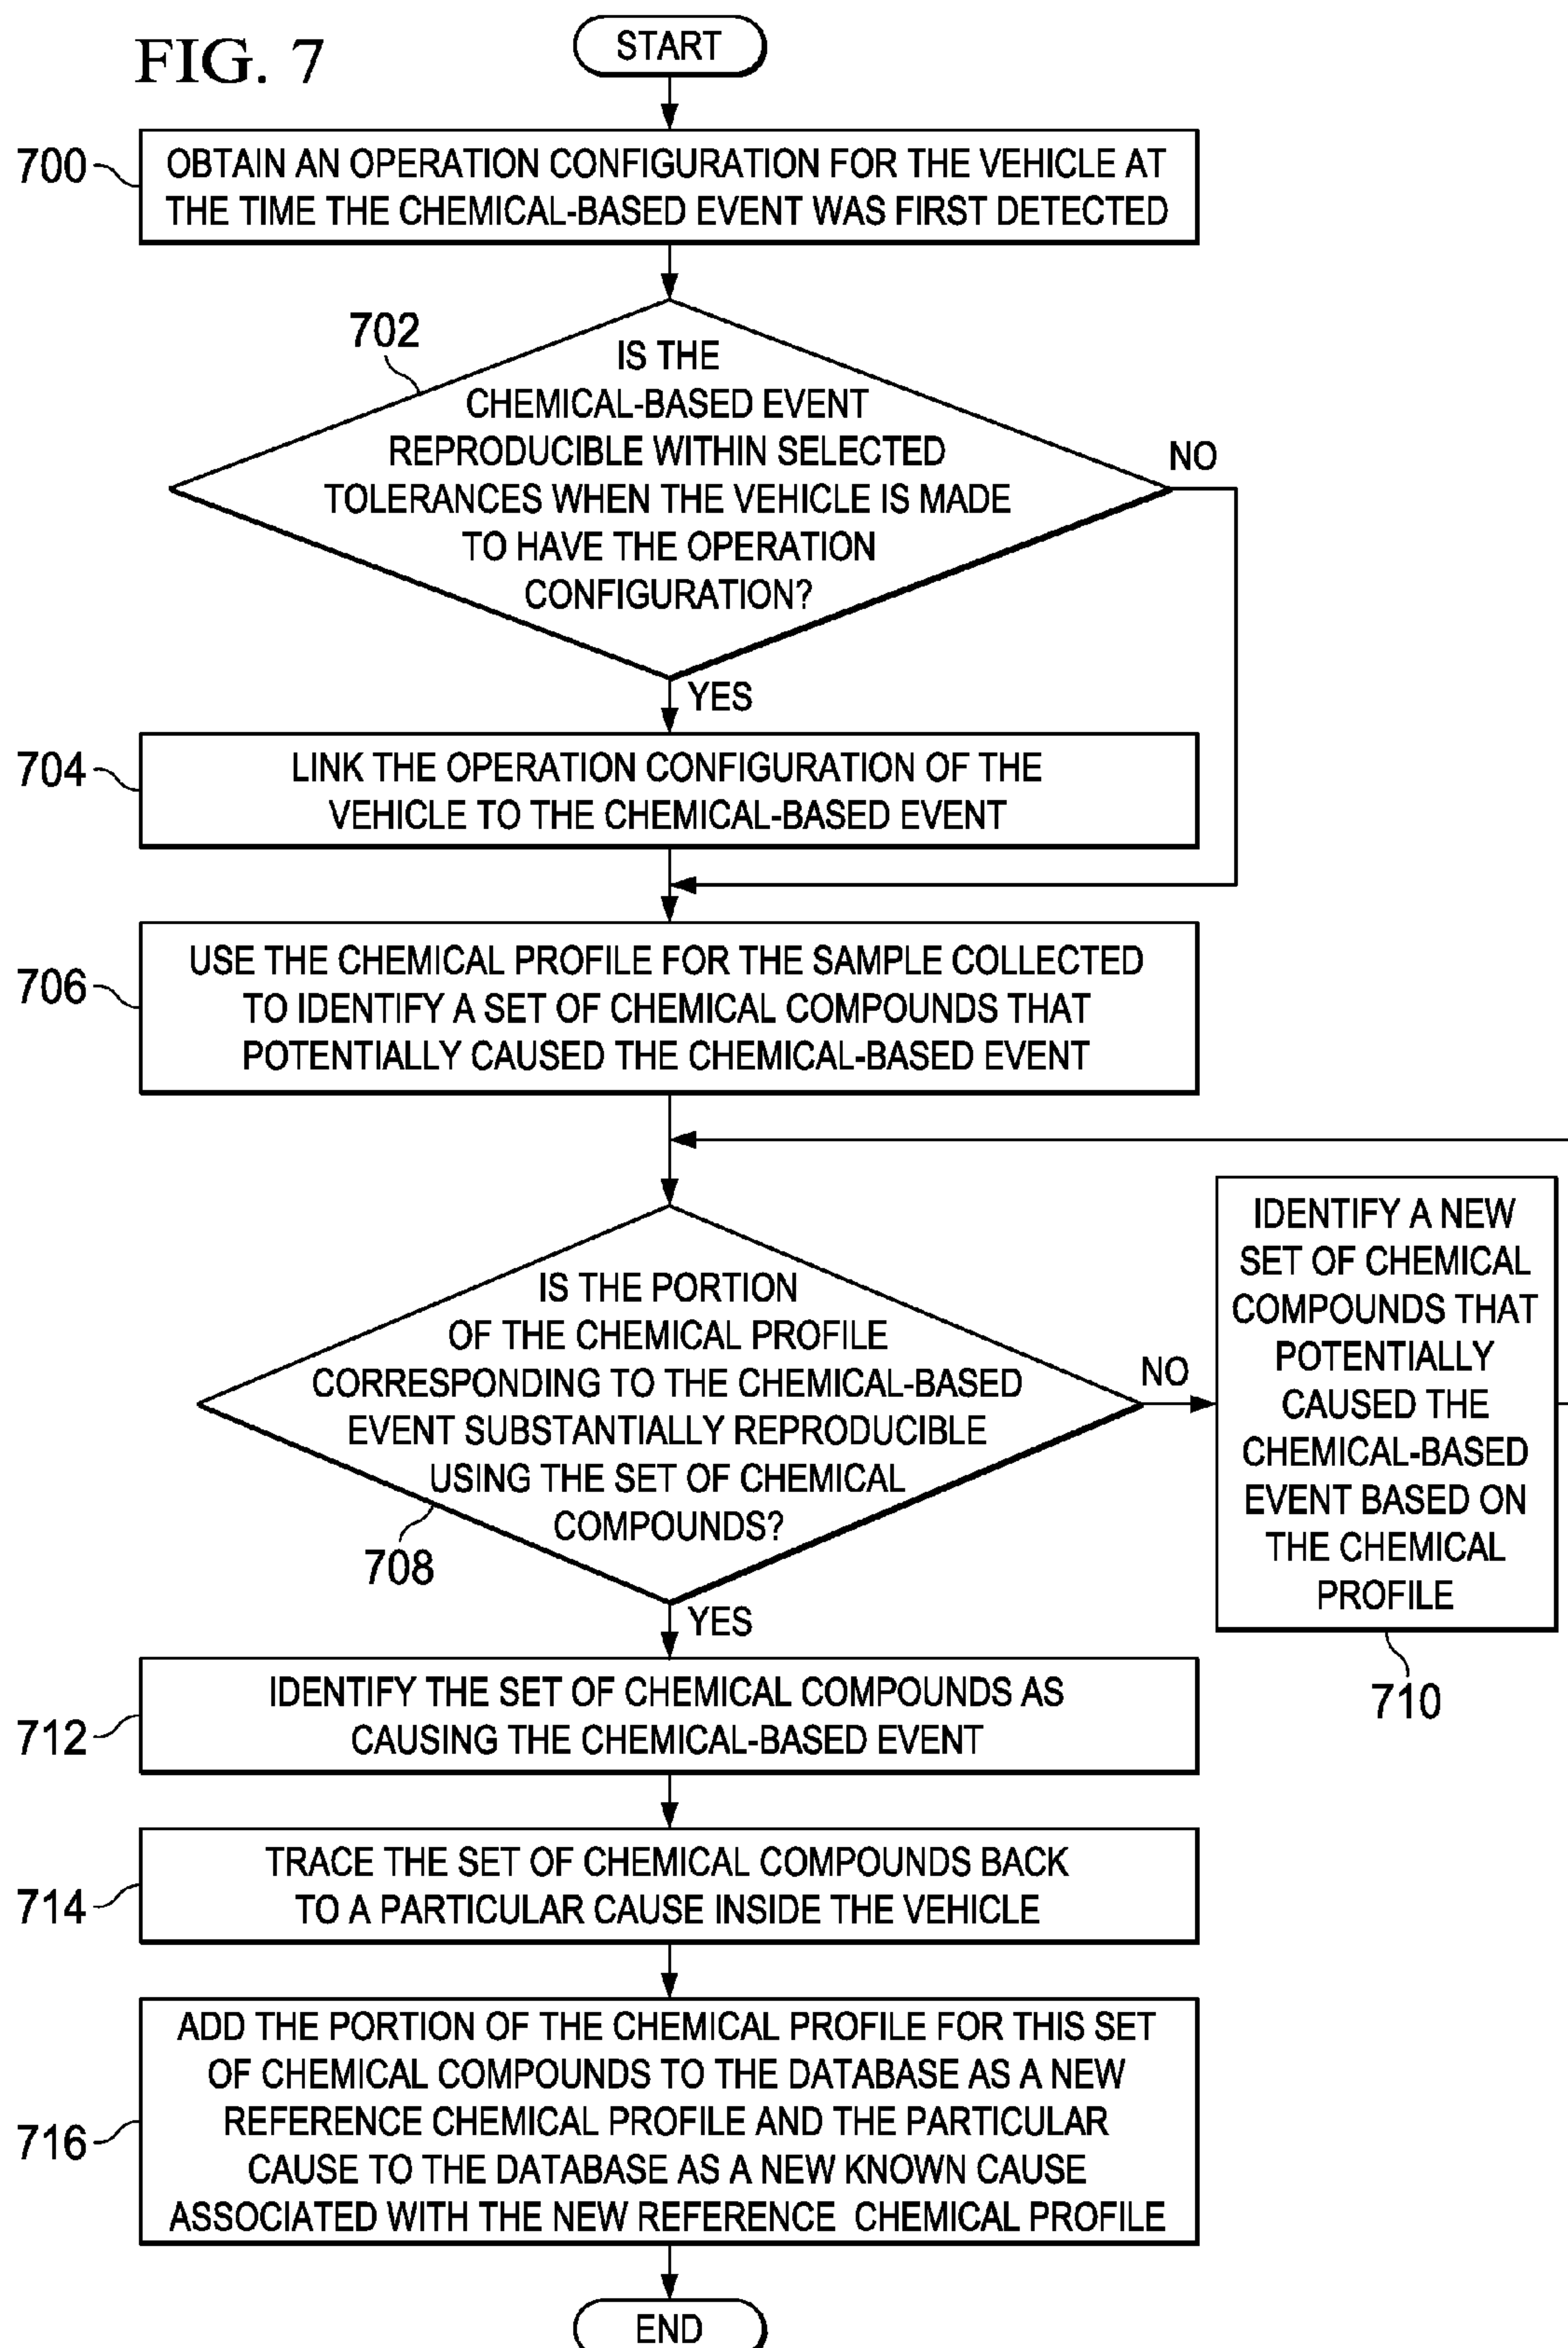 FIG. 7
START
700
OBTAIN AN OPERATION CONFIGURATION FOR THE VEHICLE AT
THE TIME THE CHEMICAL-BASED EVENT WAS FIRST DETECTED
702
IS THE
CHEMICAL-BASED EVENT
REPRODUCIBLE WITHIN SELECTED
TOLERANCES WHEN THE VEHICLE IS MADE
TO HAVE THE OPERATION
CONFIGURATION?
NO
YES
704
LINK THE OPERATION CONFIGURATION OF THE
VEHICLE TO THE CHEMICAL-BASED EVENT
706
USE THE CHEMICAL PROFILE FOR THE SAMPLE COLLECTED
TO IDENTIFY A SET OF CHEMICAL COMPOUNDS THAT
POTENTIALLY CAUSED THE CHEMICAL-BASED EVENT
IS THE PORTION
OF THE CHEMICAL PROFILE
CORRESPONDING TO THE CHEMICAL-BASED
EVENT SUBSTANTIALLY REPRODUCIBLE
USING THE SET OF CHEMICAL
COMPOUNDS?
708
NO
IDENTIFY A NEW
SET OF CHEMICAL
COMPOUNDS THAT
POTENTIALLY
CAUSED THE
CHEMICAL-BASED
EVENT BASED ON
THE CHEMICAL
PROFILE
710
YES
712
IDENTIFY THE SET OF CHEMICAL COMPOUNDS AS
CAUSING THE CHEMICAL-BASED EVENT
714
TRACE THE SET OF CHEMICAL COMPOUNDS BACK
TO A PARTICULAR CAUSE INSIDE THE VEHICLE
716
ADD THE PORTION OF THE CHEMICAL PROFILE FOR THIS SET
OF CHEMICAL COMPOUNDS TO THE DATABASE AS A NEW
REFERENCE CHEMICAL PROFILE AND THE PARTICULAR
CAUSE TO THE DATABASE AS A NEW KNOWN CAUSE
ASSOCIATED WITH THE NEW REFERENCE CHEMICAL PROFILE
END